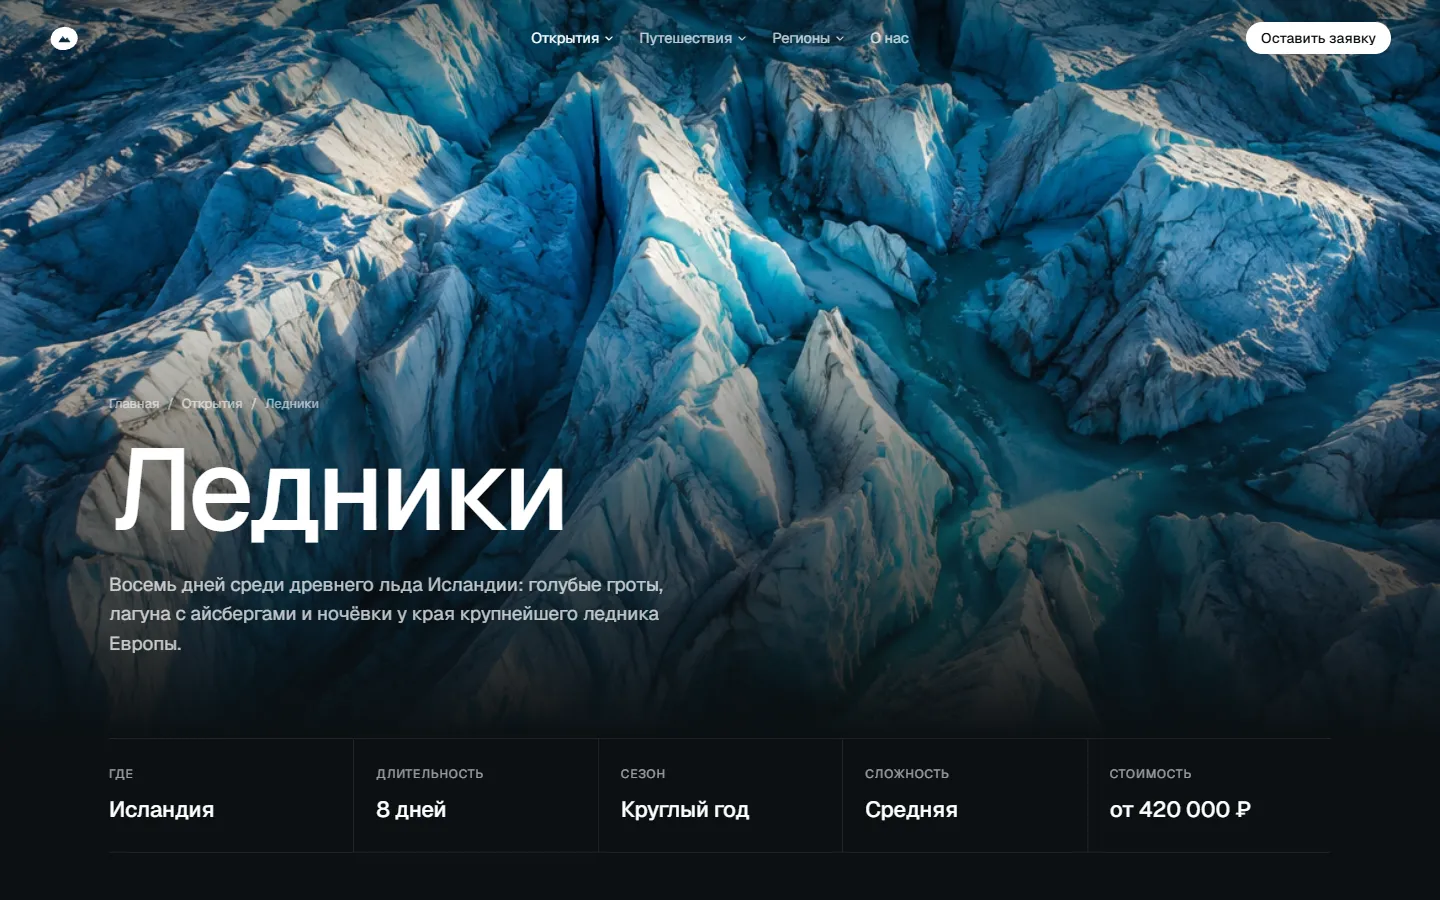 Открытия
Путешествия
Регионы
О нас
Оставить заявку
Главная / Открытия / Ледники
Ледники
Восемь дней среди древнего льда Исландии: голубые гроты,
лагуна с айсбергами и ночёвки у края крупнейшего ледника
Европы.
ГДЕ
Исландия
ДЛИТЕЛЬНОСТЬ
8 дней
СЕЗОН
Круглый год
СЛОЖНОСТЬ
Средняя
СТОИМОСТЬ
от 420 000 ₽